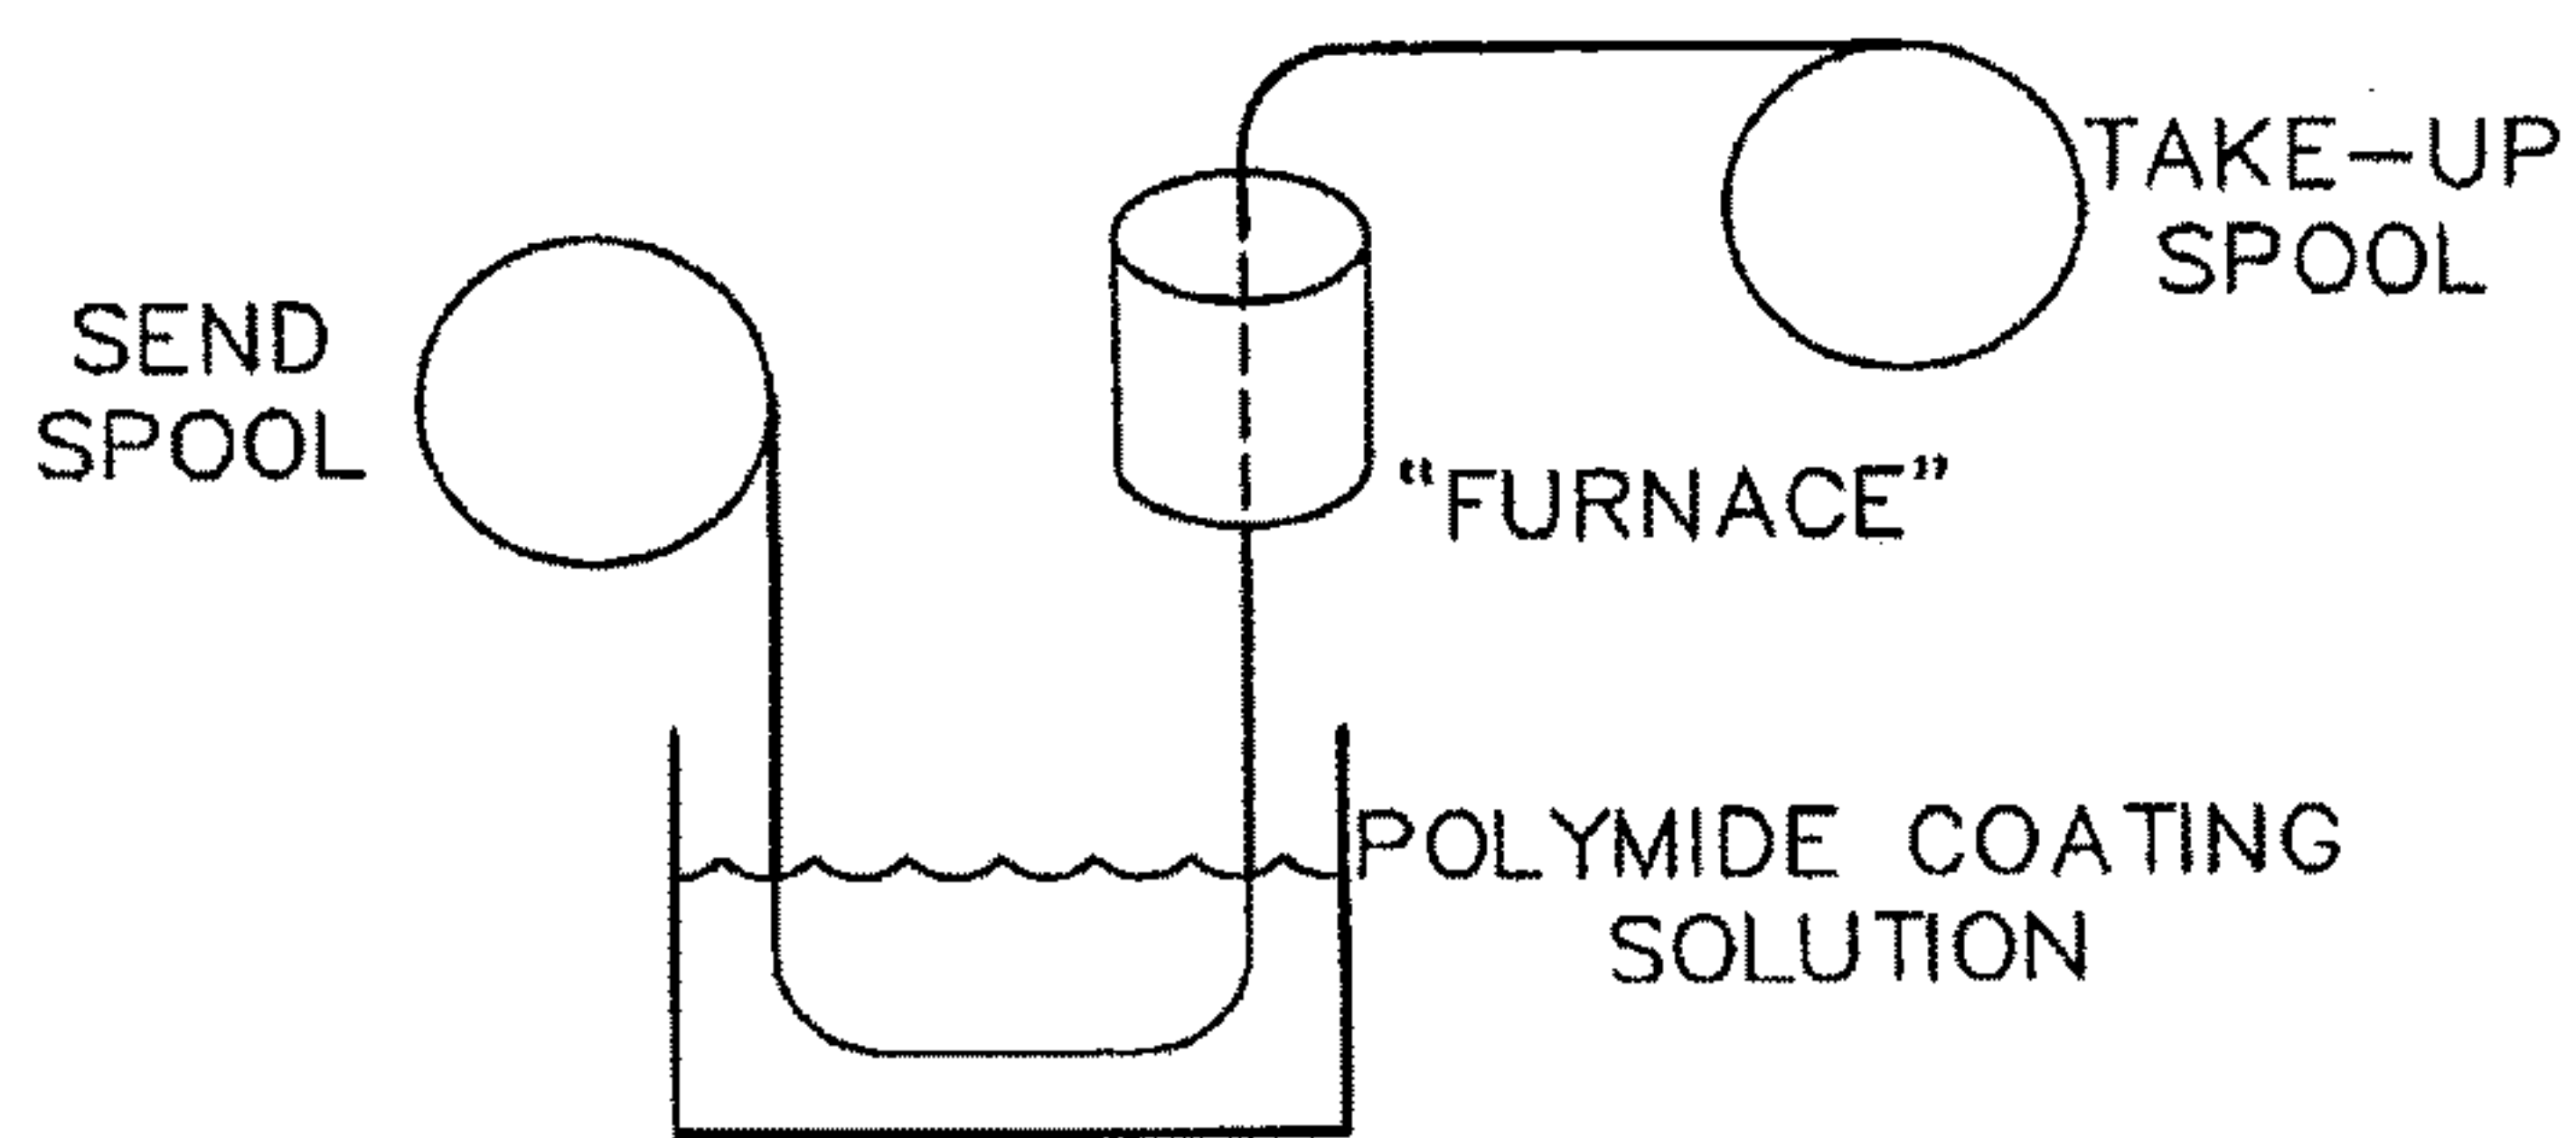 SEND
SPOOL
TAKE-UP
SPOOL
“FURNACE”
POLYMIDE COATING
SOLUTION